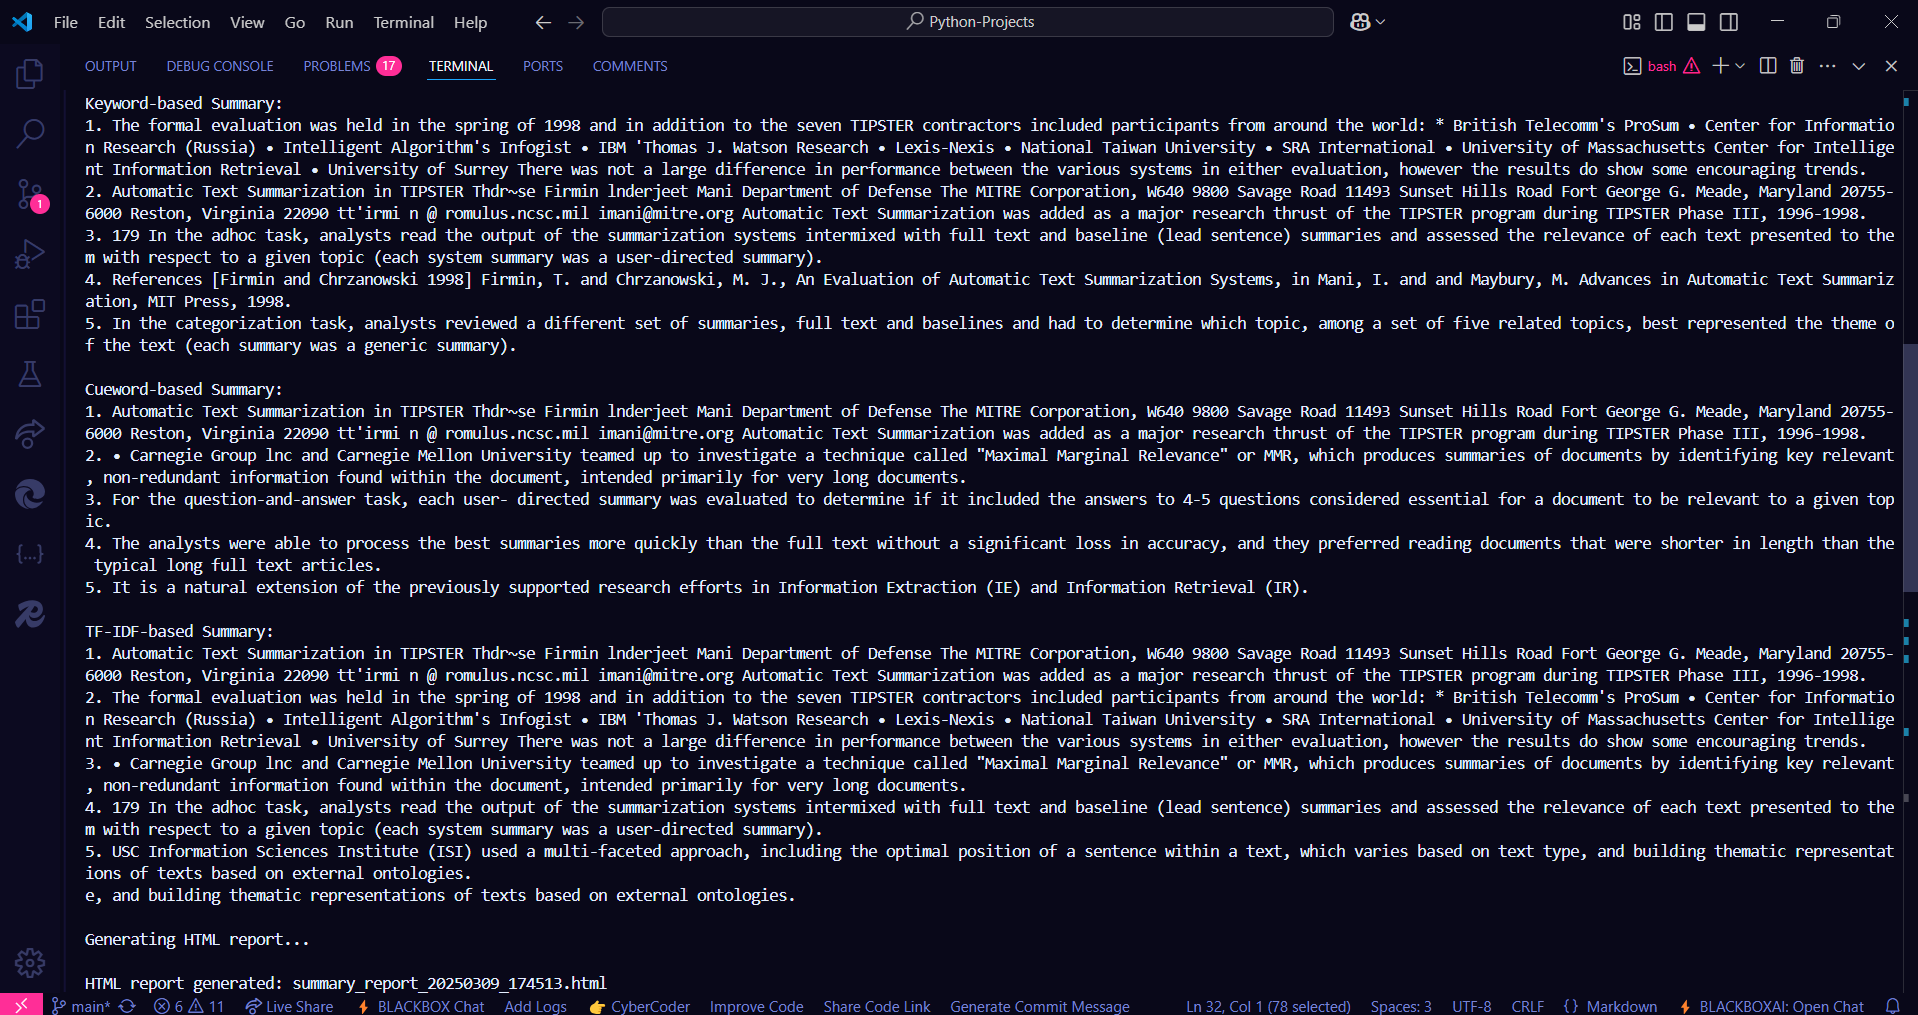 File Edit Selection View Go Run Terminal Help Python-Projects
OUTPUT DEBUG CONSOLE PROBLEMS 17 TERMINAL PORTS COMMENTS bash
Keyword-based Summary:
1. The formal evaluation was held in the spring of 1998 and in addition to the seven TIPSTER contractors included participants from around the world: * British Telecomm's ProSum • Center for Informatio
n Research (Russia) • Intelligent Algorithm's Infogist • IBM 'Thomas J. Watson Research • Lexis-Nexis • National Taiwan University • SRA International • University of Massachusetts Center for Intellige
nt Information Retrieval • University of Surrey There was not a large difference in performance between the various systems in either evaluation, however the results do show some encouraging trends.
2. Automatic Text Summarization in TIPSTER Thdr~se Firmin lnderjeet Mani Department of Defense The MITRE Corporation, W640 9800 Savage Road 11493 Sunset Hills Road Fort George G. Meade, Maryland 20755-
6000 Reston, Virginia 22090 tt'irmi n @ romulus.ncsc.mil imani@mitre.org Automatic Text Summarization was added as a major research thrust of the TIPSTER program during TIPSTER Phase III, 1996-1998.
3. 179 In the adhoc task, analysts read the output of the summarization systems intermixed with full text and baseline (lead sentence) summaries and assessed the relevance of each text presented to the
m with respect to a given topic (each system summary was a user-directed summary).
4. References [Firmin and Chrzanowski 1998] Firmin, T. and Chrzanowski, M. J., An Evaluation of Automatic Text Summarization Systems, in Mani, I. and and Maybury, M. Advances in Automatic Text Summariz
ation, MIT Press, 1998.
5. In the categorization task, analysts reviewed a different set of summaries, full text and baselines and had to determine which topic, among a set of five related topics, best represented the theme o
f the text (each summary was a generic summary).
Cueword-based Summary:
1. Automatic Text Summarization in TIPSTER Thdr~se Firmin lnderjeet Mani Department of Defense The MITRE Corporation, W640 9800 Savage Road 11493 Sunset Hills Road Fort George G. Meade, Maryland 20755-
6000 Reston, Virginia 22090 tt'irmi n @ romulus.ncsc.mil imani@mitre.org Automatic Text Summarization was added as a major research thrust of the TIPSTER program during TIPSTER Phase III, 1996-1998.
2. • Carnegie Group lnc and Carnegie Mellon University teamed up to investigate a technique called "Maximal Marginal Relevance" or MMR, which produces summaries of documents by identifying key relevant
, non-redundant information found within the document, intended primarily for very long documents.
3. For the question-and-answer task, each user- directed summary was evaluated to determine if it included the answers to 4-5 questions considered essential for a document to be relevant to a given top
ic.
4. The analysts were able to process the best summaries more quickly than the full text without a significant loss in accuracy, and they preferred reading documents that were shorter in length than the
typical long full text articles.
5. It is a natural extension of the previously supported research efforts in Information Extraction (IE) and Information Retrieval (IR).
TF-IDF-based Summary:
1. Automatic Text Summarization in TIPSTER Thdr~se Firmin lnderjeet Mani Department of Defense The MITRE Corporation, W640 9800 Savage Road 11493 Sunset Hills Road Fort George G. Meade, Maryland 20755-
6000 Reston, Virginia 22090 tt'irmi n @ romulus.ncsc.mil imani@mitre.org Automatic Text Summarization was added as a major research thrust of the TIPSTER program during TIPSTER Phase III, 1996-1998.
2. The formal evaluation was held in the spring of 1998 and in addition to the seven TIPSTER contractors included participants from around the world: * British Telecomm's ProSum • Center for Informatio
n Research (Russia) • Intelligent Algorithm's Infogist • IBM 'Thomas J. Watson Research • Lexis-Nexis • National Taiwan University • SRA International • University of Massachusetts Center for Intellige
nt Information Retrieval • University of Surrey There was not a large difference in performance between the various systems in either evaluation, however the results do show some encouraging trends.
3. • Carnegie Group lnc and Carnegie Mellon University teamed up to investigate a technique called "Maximal Marginal Relevance" or MMR, which produces summaries of documents by identifying key relevant
, non-redundant information found within the document, intended primarily for very long documents.
4. 179 In the adhoc task, analysts read the output of the summarization systems intermixed with full text and baseline (lead sentence) summaries and assessed the relevance of each text presented to the
m with respect to a given topic (each system summary was a user-directed summary).
5. USC Information Sciences Institute (ISI) used a multi-faceted approach, including the optimal position of a sentence within a text, which varies based on text type, and building thematic representat
ions of texts based on external ontologies.
e, and building thematic representations of texts based on external ontologies.
Generating HTML report...
HTML report generated: summary_report_20250309_174513.html
1
main* 6 11 Live Share BLACKBOX Chat Add Logs CyberCoder Improve Code Share Code Link Generate Commit Message Ln 32, Col 1 (78 selected) Spaces: 3 UTF-8 CRLF {} Markdown BLACKBOXAI: Open Chat